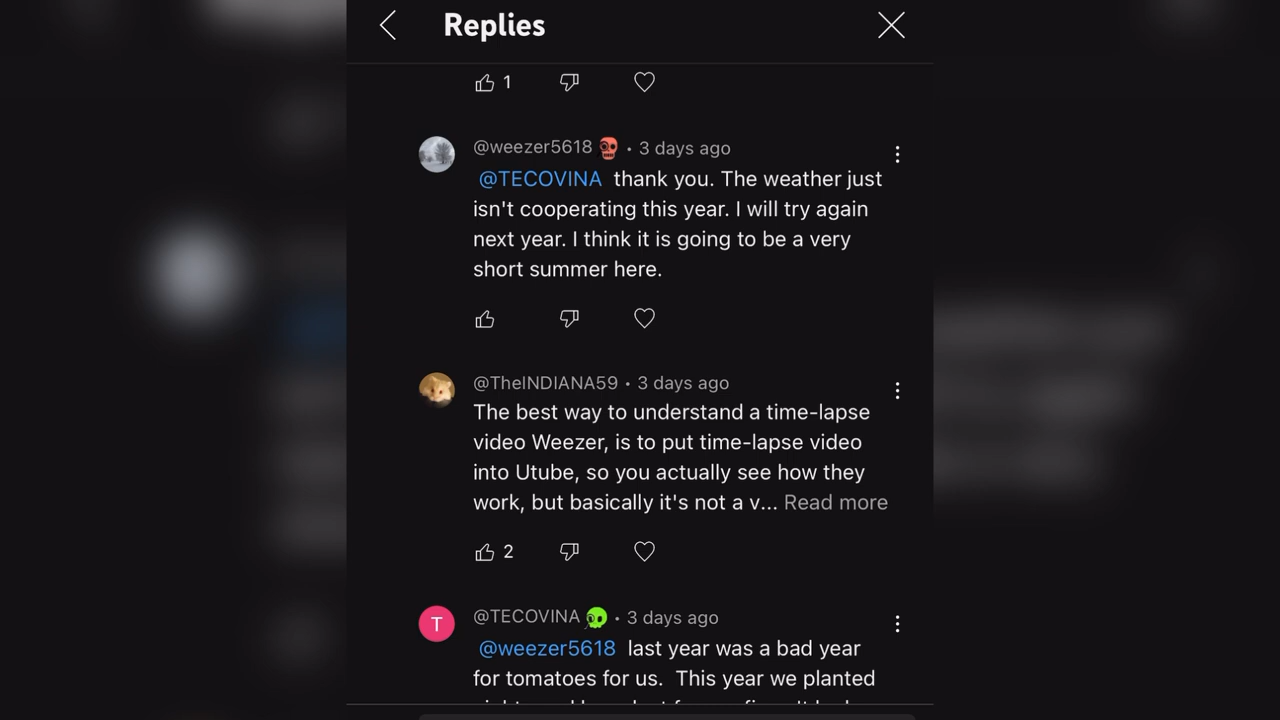 Replies
1
@weezer5618 • 3 days ago
@TECOVINA thank you. The weather just
isn't cooperating this year. I will try again
next year. I think it is going to be a very
short summer here.
@TheINDIANA59 • 3 days ago
The best way to understand a time-lapse
video Weezer, is to put time-lapse video
into Utube, so you actually see how they
work, but basically it's not a v... Read more
2
T
@TECOVINA • 3 days ago
@weezer5618 last year was a bad year
for tomatoes for us. This year we planted